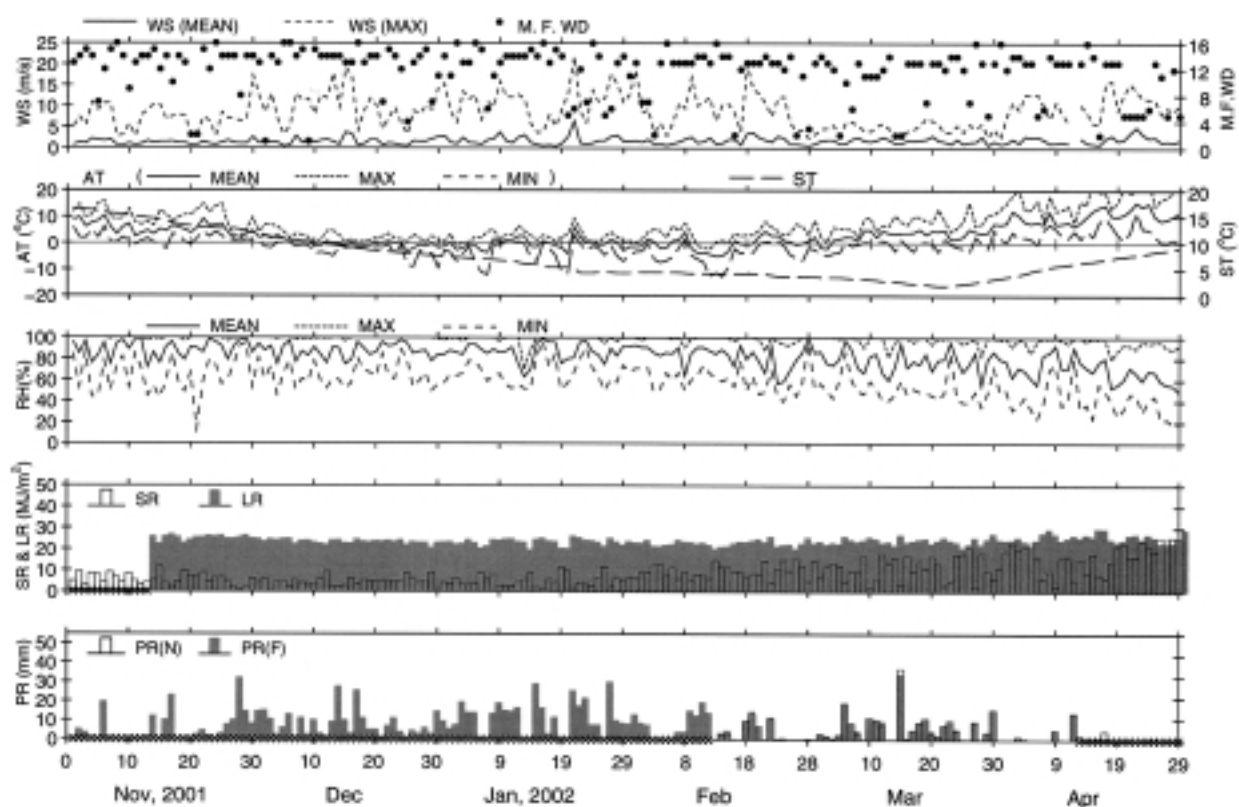 WS (MEAN) WS (MAX) M. F. WD
25 20 15 10 5 0
WS (m/s)
16 12 8 4 0
M.F.WD
AT ( MEAN MAX MIN ) ST
20 10 0 −10 −20
AT (°C)
20 15 10 5 0
ST (°C)
MEAN MAX MIN
100 80 60 40 20 0
RH(%)
SR LR
50 40 30 20 10 0
SR & LR (MJ/m²)
PR(N) PR(F)
50 40 30 20 10 0
PR (mm)
0 10 20 30 10 20 30 9 19 29 8 18 28 10 20 30 9 19 29
Nov, 2001 Dec Jan, 2002 Feb Mar Apr